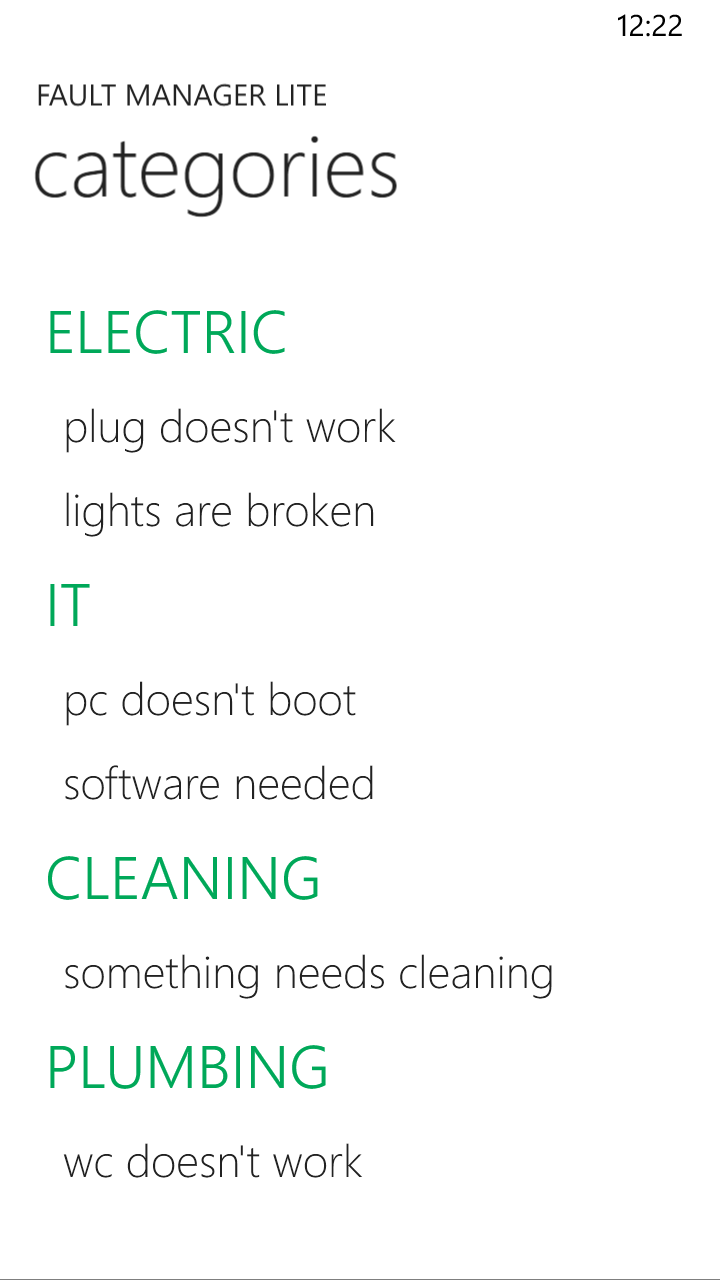 12:22
FAULT MANAGER LITE
categories
ELECTRIC
plug doesn't work
lights are broken
IT
pc doesn't boot
software needed
CLEANING
something needs cleaning
PLUMBING
wc doesn't work